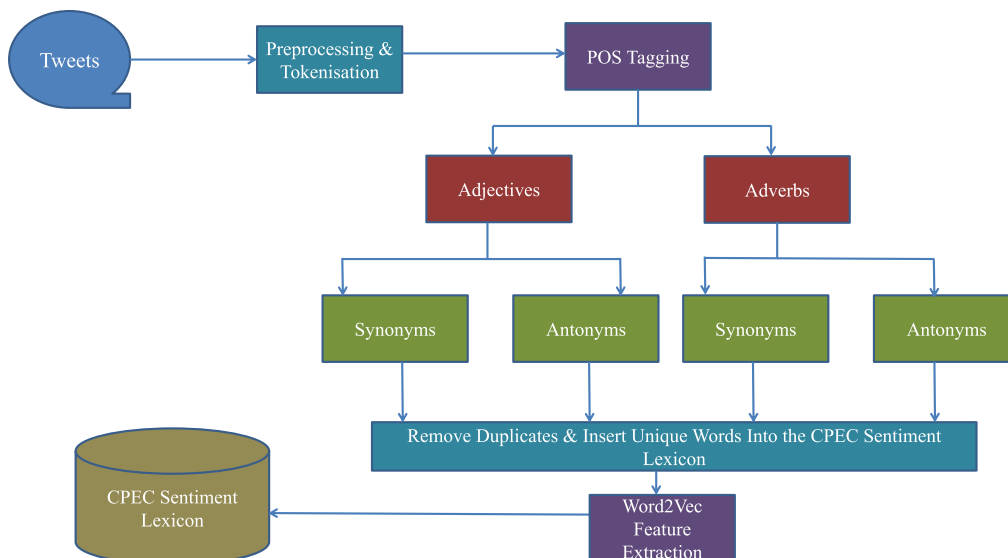 Tweets
Preprocessing &
Tokenisation
POS Tagging
Adjectives
Adverbs
Synonyms
Antonyms
Synonyms
Antonyms
Remove Duplicates & Insert Unique Words Into the CPEC Sentiment
Lexicon
CPEC Sentiment
Lexicon
Word2Vec
Feature
Extraction